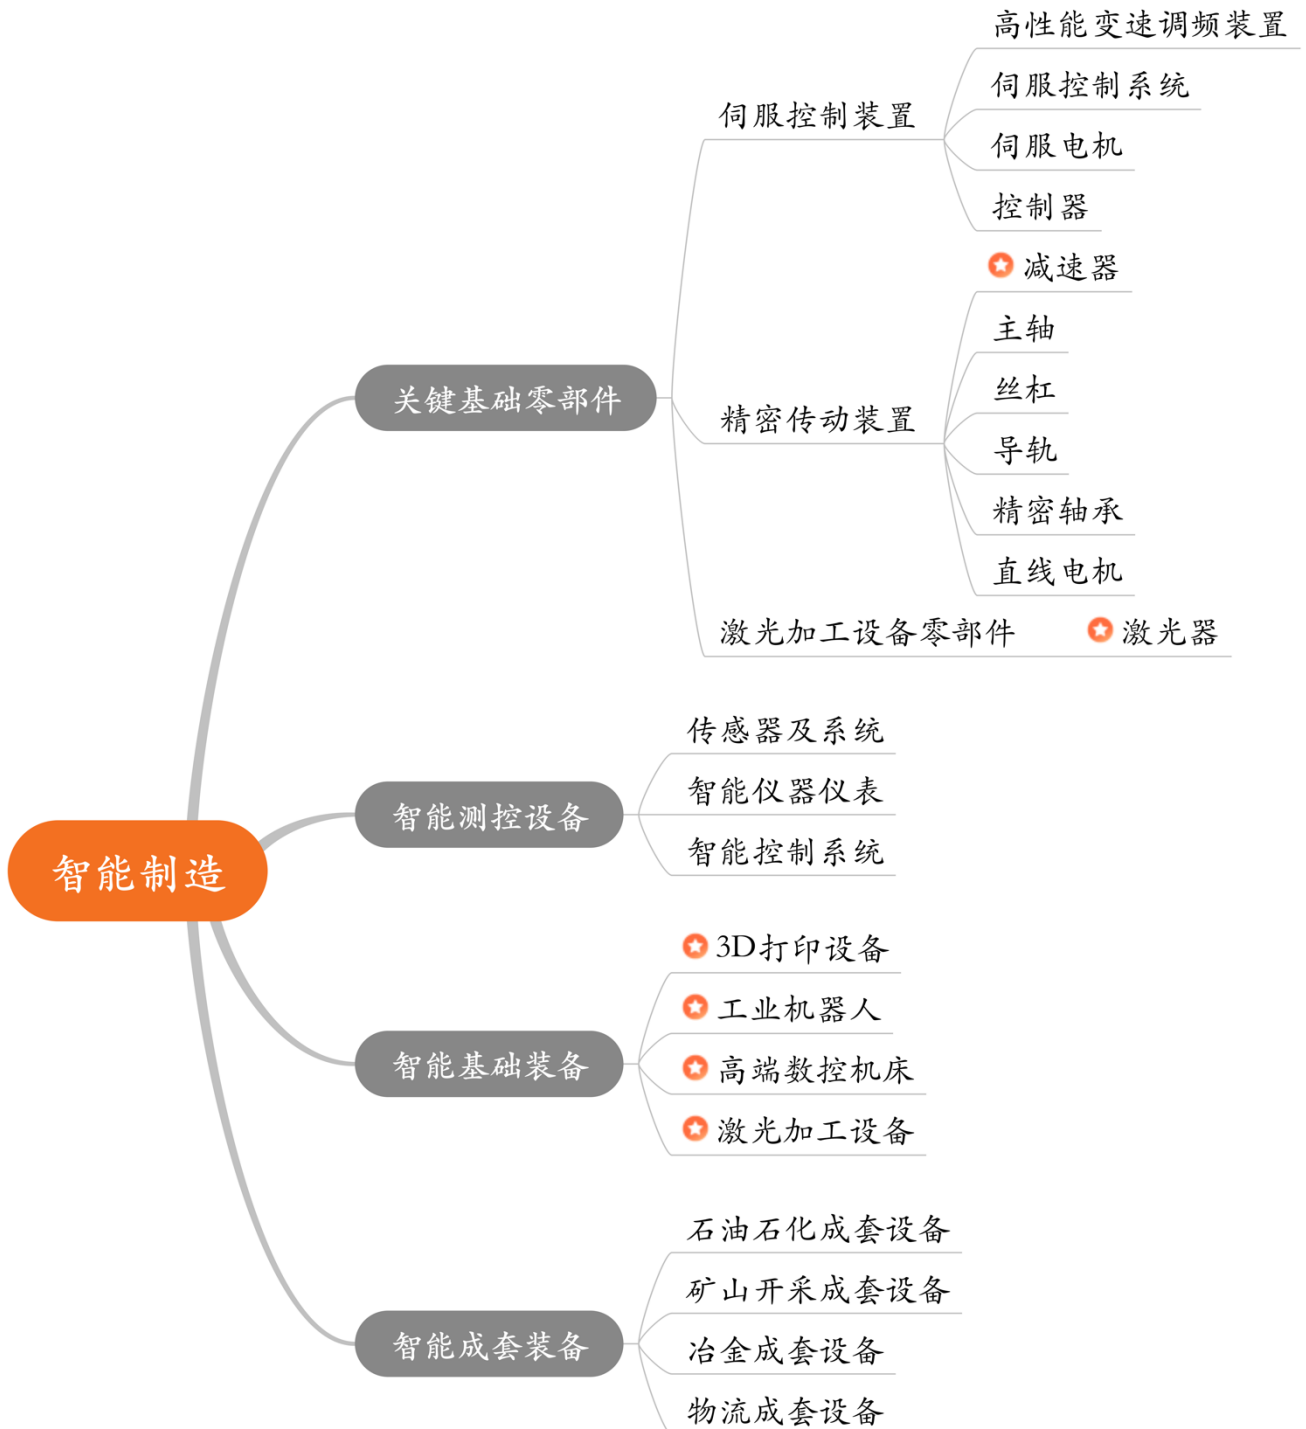 智能制造
关键基础零部件
伺服控制装置
高性能变速调频装置
伺服控制系统
伺服电机
控制器
精密传动装置
减速器
主轴
丝杠
导轨
精密轴承
直线电机
激光加工设备零部件
激光器
智能测控设备
传感器及系统
智能仪器仪表
智能控制系统
智能基础装备
3D打印设备
工业机器人
高端数控机床
激光加工设备
智能成套装备
石油石化成套设备
矿山开采成套设备
冶金成套设备
物流成套设备